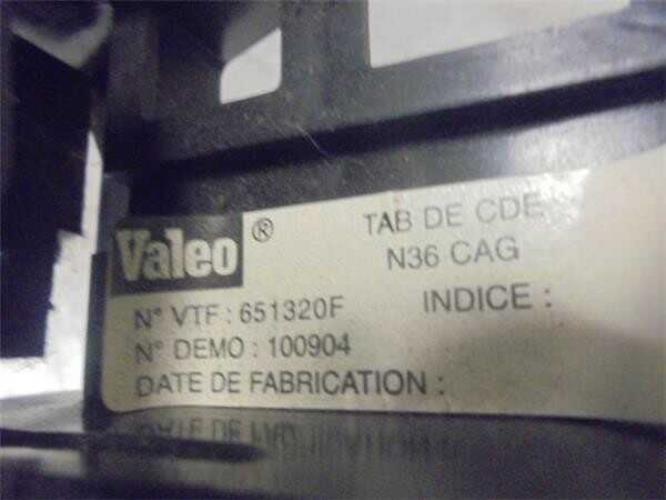 Valeo ®
TAB DE CDE
N36 CAG
N° VTF : 651320F
INDICE :
N° DEMO : 100904
DATE DE FABRICATION :